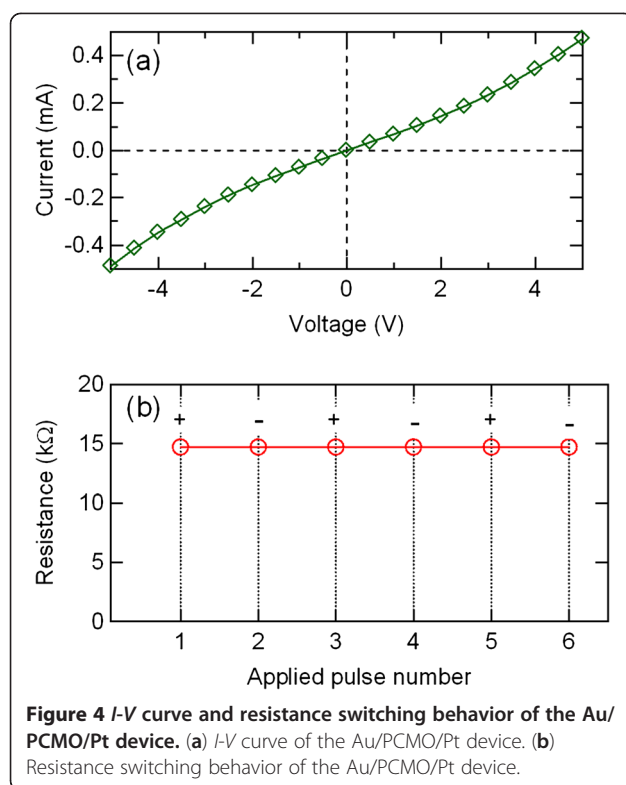 (a)
0.4
0.2
0.0
-0.2
-0.4
Current (mA)
-4
-2
0
2
4
Voltage (V)
(b)
20
15
10
5
0
Resistance (kΩ)
+ - + - + -
1
2
3
4
5
6
Applied pulse number
Figure 4 I-V curve and resistance switching behavior of the Au/
PCMO/Pt device. (a) I-V curve of the Au/PCMO/Pt device. (b)
Resistance switching behavior of the Au/PCMO/Pt device.